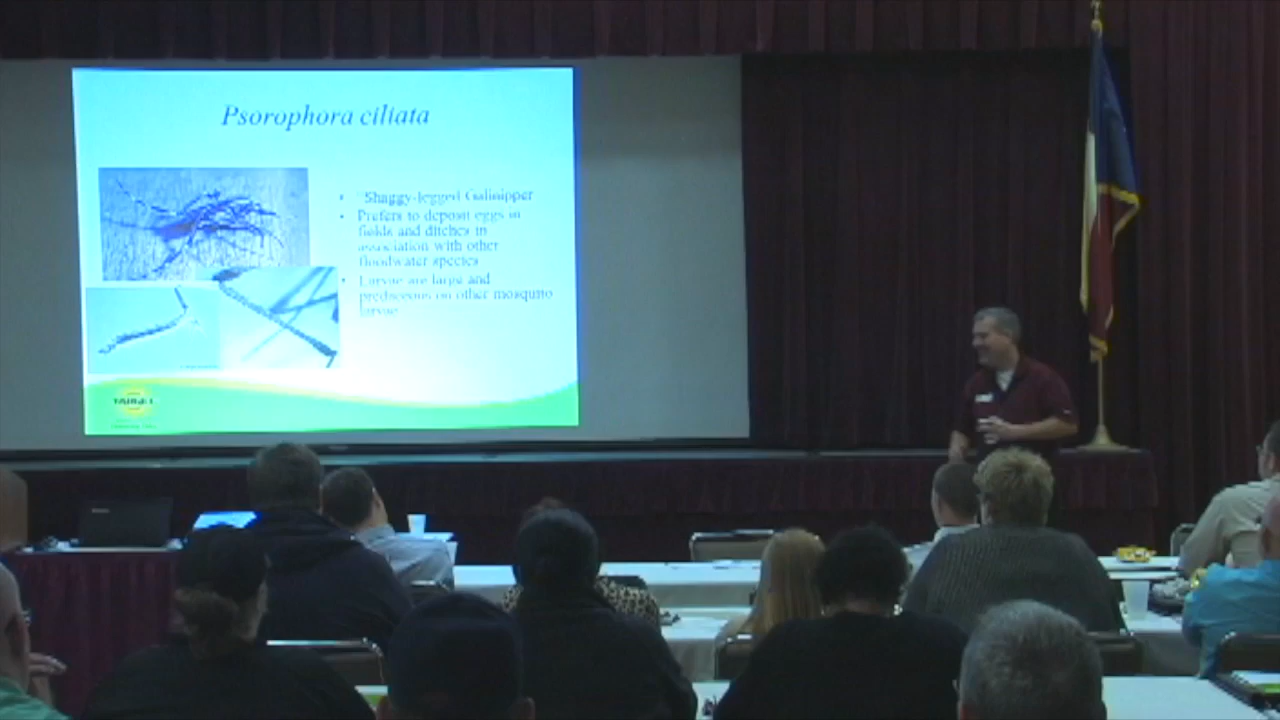 Psorophora ciliata
• "Shaggy-legged Gallnipper
• Prefers to deposit eggs in
fields and ditches in
association with other
floodwater species
• Larvae are large and
predaceous on other mosquito
larvae